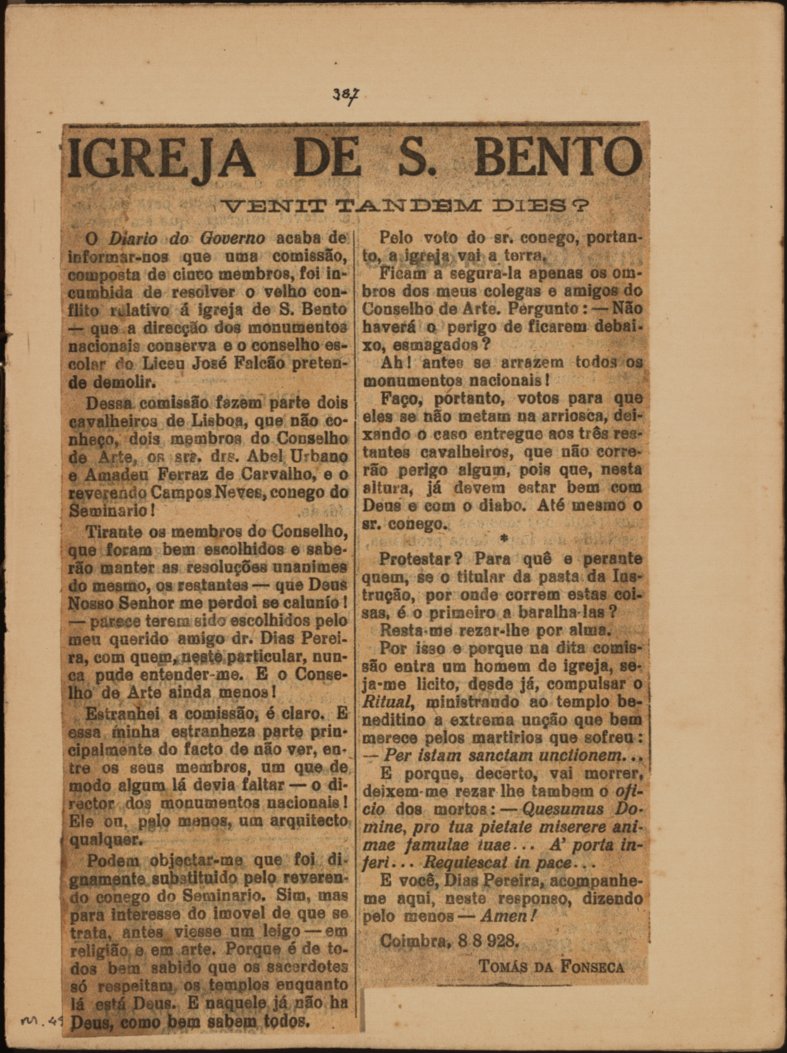 387
IGREJA DE S. BENTO
VENIT TANDEM DIES?
O Diario do Governo acaba de
informar-nos que uma comissão,
composta de cinco membros, foi in-
cumbida de resolver o velho con-
flito relativo á igreja de S. Bento
— que a direcção dos monumentos
nacionais conserva e o conselho es-
colar do Liceu José Falcão preten-
de demolir.
Dessa comissão fazem parte dois
cavalheiros de Lisboa, que não co-
nheço, dois membros do Conselho
de Arte, os srs. drs. Abel Urbano
e Amadeu Ferraz de Carvalho, e o
reverendo Campos Neves, conego do
Seminario!
Tirante os membros do Conselho,
que foram bem escolhidos e sabe-
rão manter as resoluções unanimes
do mesmo, os restantes — que Deus
Nosso Senhor me perdoi se calunio!
— parece terem sido escolhidos pelo
meu querido amigo dr. Dias Perei-
ra, com quem, neste particular, nun-
ca pude entender-me. E o Conse-
lho de Arte ainda menos!
Estranhei a comissão, é claro. E
essa minha estranheza parte prin-
cipalmente do facto de não ver, en-
tre os seus membros, um que de
modo algum lá devia faltar — o di-
rector dos monumentos nacionais!
Ele ou, pelo menos, um arquitecto
qualquer.
Podem objectar-me que foi di-
gnamente substituido pelo reveren-
do conego do Seminario. Sim, mas
para interesse do imovel de que se
trata, antes viesse um leigo — em
religião e em arte. Porque é de to-
dos bem sabido que os sacerdotes
só respeitam os templos enquanto
lá está Deus. E naquele já não ha
Deus, como bem sabem todos.
Pelo voto do sr. conego, portan-
to, a igreja vai a terra.
Ficam a segura-la apenas os om-
bros dos meus colegas e amigos do
Conselho de Arte. Pergunto: — Não
haverá o perigo de ficarem debai-
xo, esmagados?
Ah! antes se arrazem todos os
monumentos nacionais!
Faço, portanto, votos para que
eles se não metam na arriosca, dei-
xando o caso entregue aos três res-
tantes cavalheiros, que não corre-
rão perigo algum, pois que, nesta
altura, já devem estar bem com
Deus e com o diabo. Até mesmo o
sr. conego.
*
Protestar? Para quê e perante
quem, se o titular da pasta da Ins-
trução, por onde correm estas coi-
sas, é o primeiro a baralha-las?
Resta-me rezar-lhe por alma.
Por isso e porque na dita comis-
são entra um homem de igreja, se-
ja-me licito, desde já, compulsar o
Ritual, ministrando ao templo be-
neditino a extrema unção que bem
merece pelos martirios que sofreu:
— Per istam sanctam unctionem...
E porque, decerto, vai morrer,
deixem-me rezar lhe tambem o ofi-
cio dos mortos: — Quesumus Do-
mine, pro tua pietate miserere ani-
mae famulae tuae... A' porta in-
feri... Requiescat in pace...
E você, Dias Pereira, acompanhe-
me aqui, neste responso, dizendo
pelo menos — Amen!
Coimbra, 8 8 928.
TOMÁS DA FONSECA